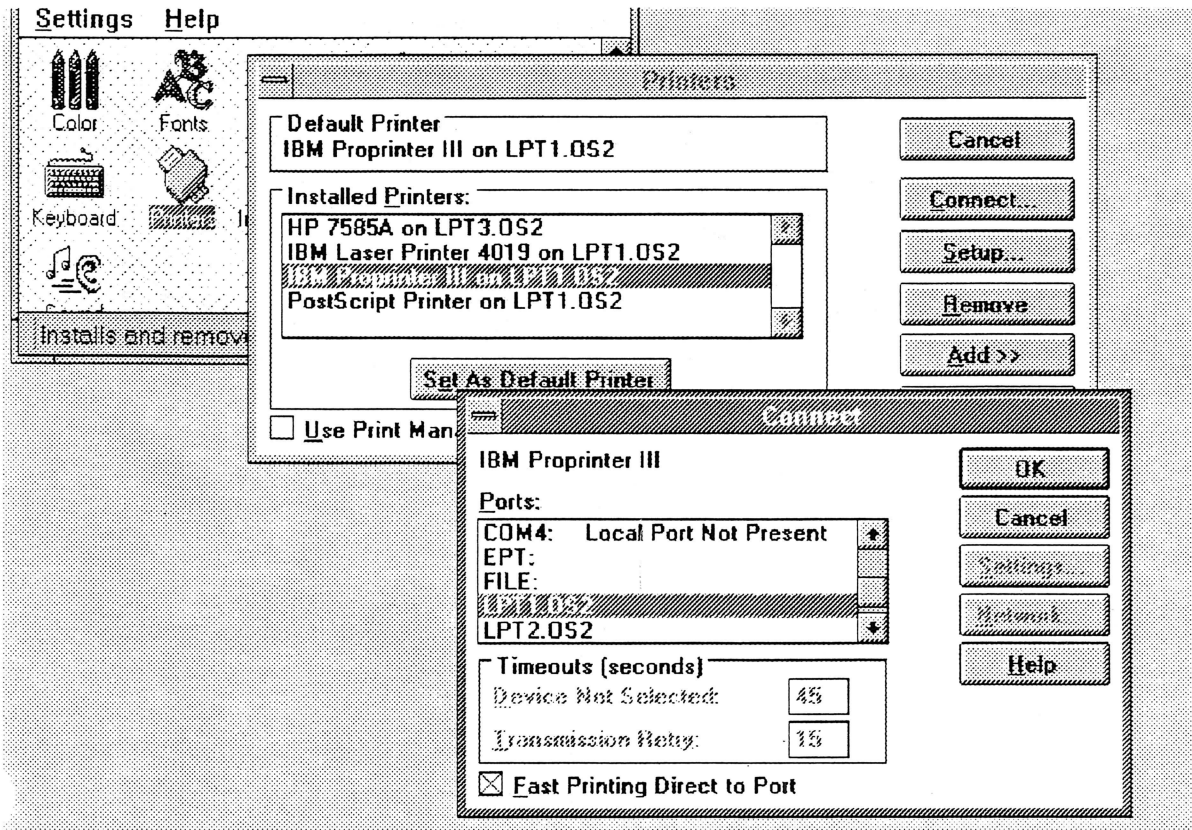 Settings Help
Color
Fonts
Keyboard
Printers
Installs and remov
Printers
Default Printer
IBM Proprinter III on LPT1.OS2
Installed Printers:
HP 7585A on LPT3.OS2
IBM Laser Printer 4019 on LPT1.OS2
IBM Proprinter III on LPT1.OS2
PostScript Printer on LPT1.OS2
Set As Default Printer
Use Print Man
Cancel
Connect...
Setup...
Remove
Add >>
Connect
IBM Proprinter III
Ports:
COM4: Local Port Not Present
EPT:
FILE:
LPT1.OS2
LPT2.OS2
Timeouts (seconds)
Device Not Selected: 45
Transmission Retry: 15
Fast Printing Direct to Port
OK
Cancel
Settings...
Network
Help